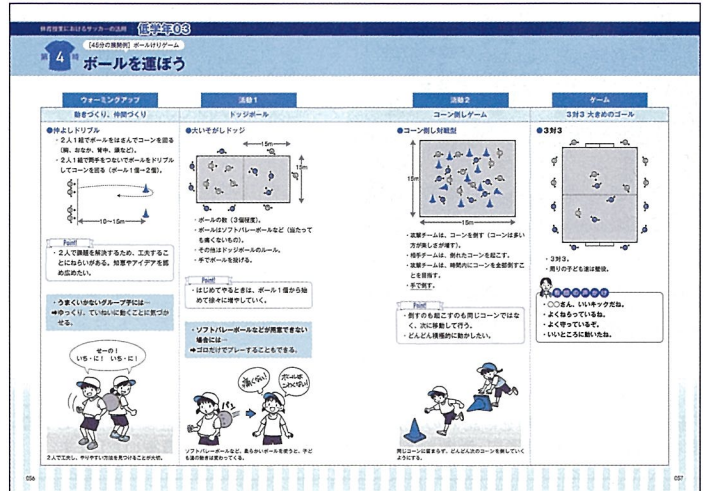 体育授業におけるサッカーの活用
低学年03
[45分の展開例] ボールけりゲーム
第4時
ボールを運ぼう
ウォーミングアップ
動きづくり、仲間づくり
●仲よしドリブル
・2人1組でボールをはさんでコーンを回る
(胸、おなか、背中、頭など)。
・2人1組で両手をつないでボールをドリブル
してコーンを回る(ボール1個→2個)。
10〜15m
Point!
・2人で課題を解決するため、工夫するこ
とにねらいがある。知恵やアイデアを認
め広めたい。
・うまくいかないグループ子には…
➡ゆっくり、ていねいに動くことに気づか
せる。
せーの!
いち・に! いち・に!
2人で工夫し、やりやすい方法を見つけることが大切。
活動1
ドッジボール
●大いそがしドッジ
15m
15m
・ボールの数(3個程度)。
・ボールはソフトバレーボールなど(当たって
も痛くないもの)。
・その他はドッジボールのルール。
・手でボールを投げる。
Point!
・はじめてやるときは、ボール1個から始
めて徐々に増やしていく。
・ソフトバレーボールなどが用意できない
場合には…
➡ゴロだけでプレーすることもできる。
痛くない!
パン
ボールは
こわくない!
ソフトバレーボールなど、柔らかいボールを使うと、子ど
も達の動きは変わってくる。
活動2
コーン倒しゲーム
●コーン倒し対戦型
15m
15m
・攻撃チームは、コーンを倒す(コーンは多い
方が楽しさが増す)。
・相手チームは、倒れたコーンを起こす。
・攻撃チームは、時間内にコーンを全部倒すこ
とを目指す。
・手で倒す。
Point!
・倒すのも起こすのも同じコーンではな
く、次に移動して行う。
・どんどん積極的に動かしたい。
同じコーンに留まらず、どんどん次のコーンを倒していく
ようにする。
ゲーム
3対3 大きめのゴール
●3対3
・3対3。
・周りの子ども達は壁役。
教師の声かけ
・○○さん、いいキックだね。
・よくねらっているね。
・よく守っているぞ。
・いいところに動いたね。
056
057